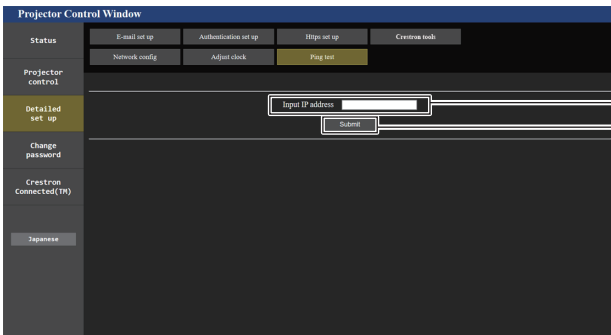 Projector Control Window
Status
E-mail set up
Authentication set up
Https set up
Crestron tools
Network config
Adjust clock
Ping test
Projector
control
Detailed
set up
Input IP address
Submit
Change
password
Crestron
Connected(TM)
Japanese